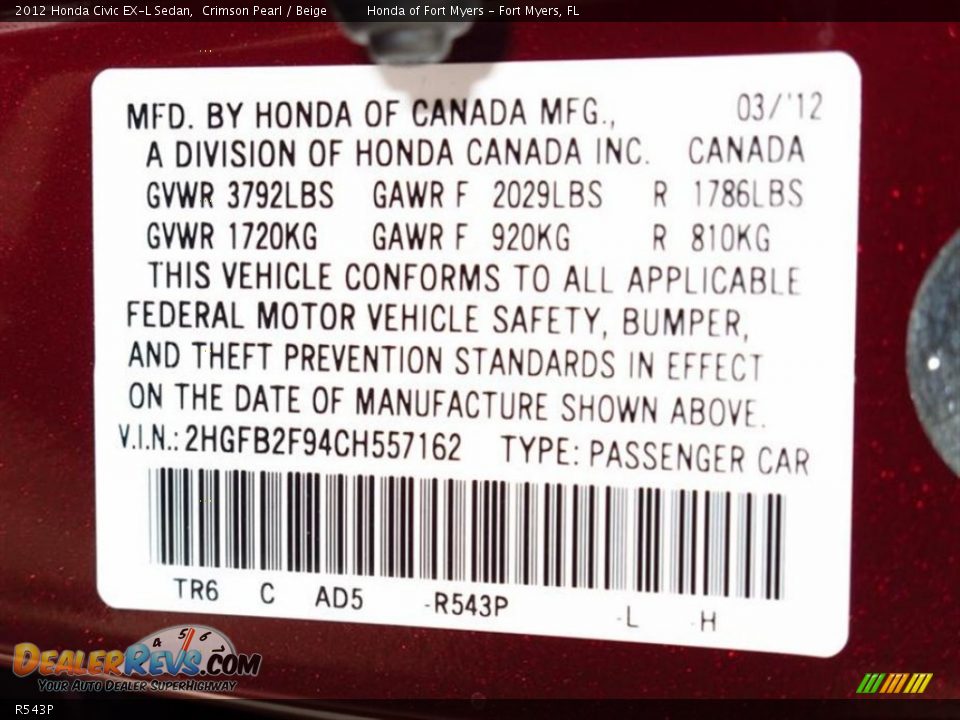 2012 Honda Civic EX-L Sedan, Crimson Pearl / Beige Honda of Fort Myers - Fort Myers, FL
MFD. BY HONDA OF CANADA MFG., 03/'12
A DIVISION OF HONDA CANADA INC. CANADA
GVWR 3792LBS GAWR F 2029LBS R 1786LBS
GVWR 1720KG GAWR F 920KG R 810KG
THIS VEHICLE CONFORMS TO ALL APPLICABLE
FEDERAL MOTOR VEHICLE SAFETY, BUMPER,
AND THEFT PREVENTION STANDARDS IN EFFECT
ON THE DATE OF MANUFACTURE SHOWN ABOVE.
V.I.N.: 2HGFB2F94CH557162 TYPE: PASSENGER CAR
TR6 C AD5 -R543P -L -H
4 5 6
DEALERREVS.COM
YOUR AUTO DEALER SUPERHIGHWAY
R543P